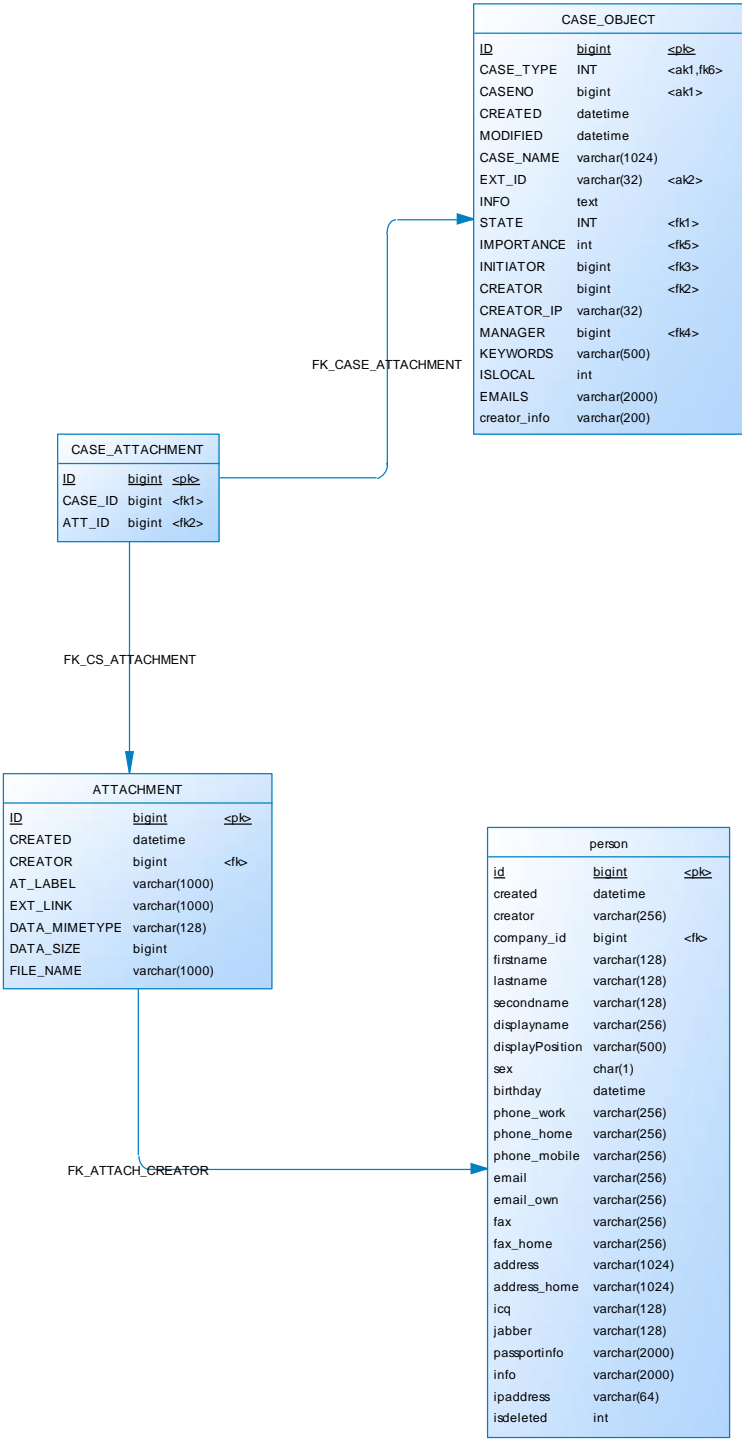 CASE_OBJECT
ID bigint <pk>
CASE_TYPE INT <ak1,fk6>
CASENO bigint <ak1>
CREATED datetime
MODIFIED datetime
CASE_NAME varchar(1024)
EXT_ID varchar(32) <ak2>
INFO text
STATE INT <fk1>
IMPORTANCE int <fk5>
INITIATOR bigint <fk3>
CREATOR bigint <fk2>
CREATOR_IP varchar(32)
MANAGER bigint <fk4>
KEYWORDS varchar(500)
ISLOCAL int
EMAILS varchar(2000)
creator_info varchar(200)
FK_CASE_ATTACHMENT
CASE_ATTACHMENT
ID bigint <pk>
CASE_ID bigint <fk1>
ATT_ID bigint <fk2>
FK_CS_ATTACHMENT
ATTACHMENT
ID bigint <pk>
CREATED datetime
CREATOR bigint <fk>
AT_LABEL varchar(1000)
EXT_LINK varchar(1000)
DATA_MIMETYPE varchar(128)
DATA_SIZE bigint
FILE_NAME varchar(1000)
FK_ATTACH_CREATOR
person
id bigint <pk>
created datetime
creator varchar(256)
company_id bigint <fk>
firstname varchar(128)
lastname varchar(128)
secondname varchar(128)
displayname varchar(256)
displayPosition varchar(500)
sex char(1)
birthday datetime
phone_work varchar(256)
phone_home varchar(256)
phone_mobile varchar(256)
email varchar(256)
email_own varchar(256)
fax varchar(256)
fax_home varchar(256)
address varchar(1024)
address_home varchar(1024)
icq varchar(128)
jabber varchar(128)
passportinfo varchar(2000)
info varchar(2000)
ipaddress varchar(64)
isdeleted int